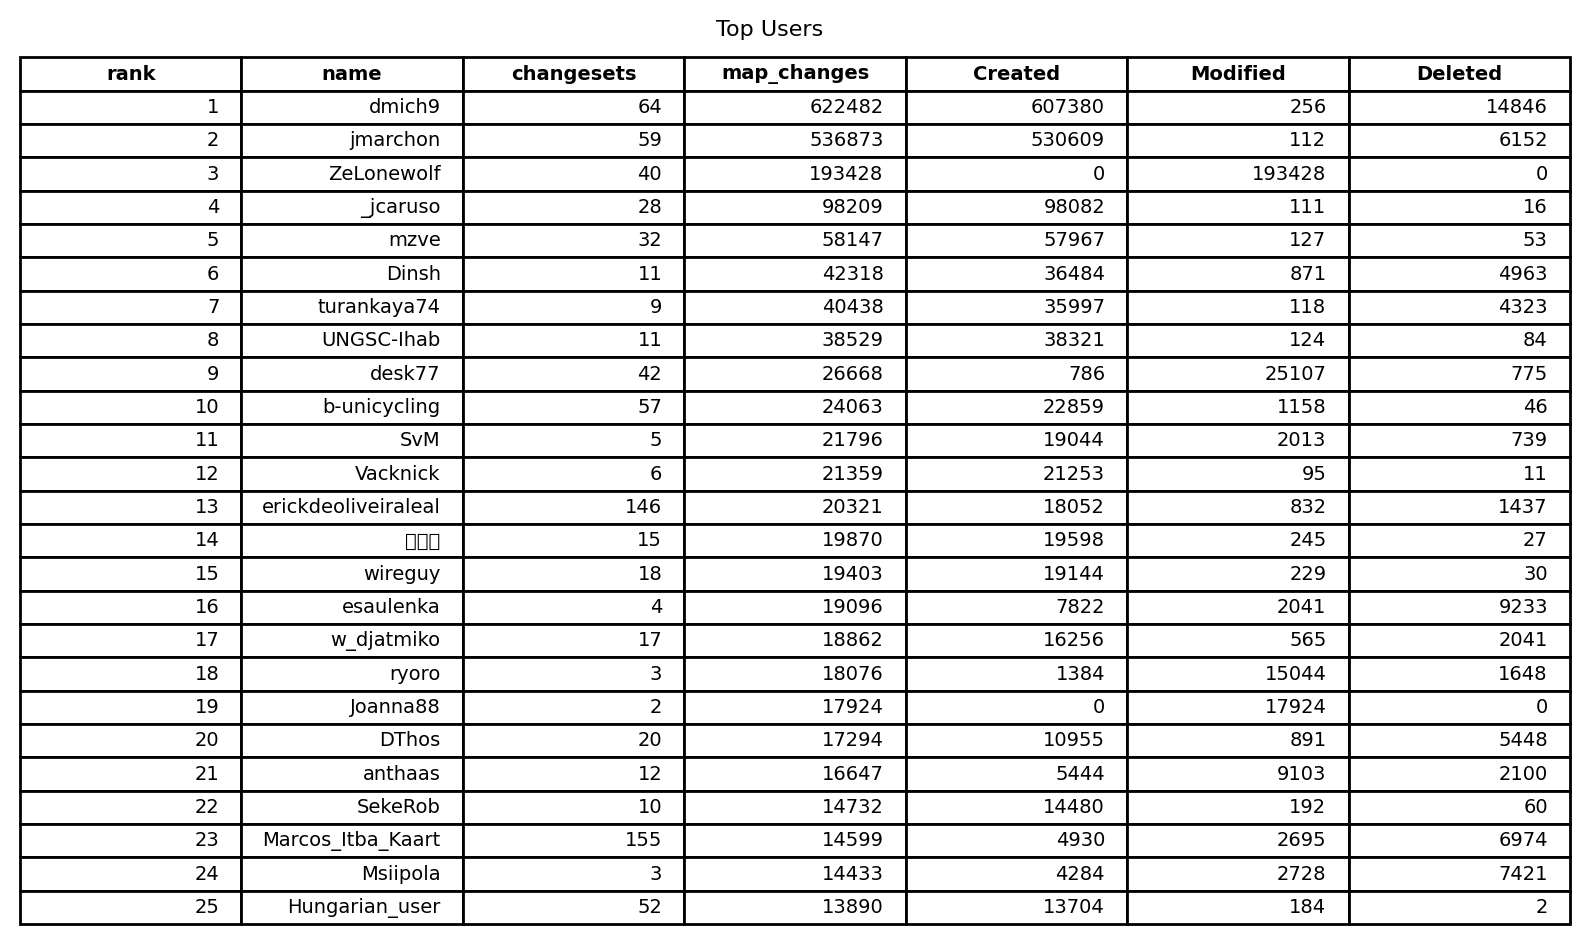 Top Users
rank name changesets map_changes Created Modified Deleted
1 dmich9 64 622482 607380 256 14846
2 jmarchon 59 536873 530609 112 6152
3 ZeLonewolf 40 193428 0 193428 0
4 _jcaruso 28 98209 98082 111 16
5 mzve 32 58147 57967 127 53
6 Dinsh 11 42318 36484 871 4963
7 turankaya74 9 40438 35997 118 4323
8 UNGSC-Ihab 11 38529 38321 124 84
9 desk77 42 26668 786 25107 775
10 b-unicycling 57 24063 22859 1158 46
11 SvM 5 21796 19044 2013 739
12 Vacknick 6 21359 21253 95 11
13 erickdeoliveiraleal 146 20321 18052 832 1437
14 15 19870 19598 245 27
15 wireguy 18 19403 19144 229 30
16 esaulenka 4 19096 7822 2041 9233
17 w_djatmiko 17 18862 16256 565 2041
18 ryoro 3 18076 1384 15044 1648
19 Joanna88 2 17924 0 17924 0
20 DThos 20 17294 10955 891 5448
21 anthaas 12 16647 5444 9103 2100
22 SekeRob 10 14732 14480 192 60
23 Marcos_Itba_Kaart 155 14599 4930 2695 6974
24 Msiipola 3 14433 4284 2728 7421
25 Hungarian_user 52 13890 13704 184 2